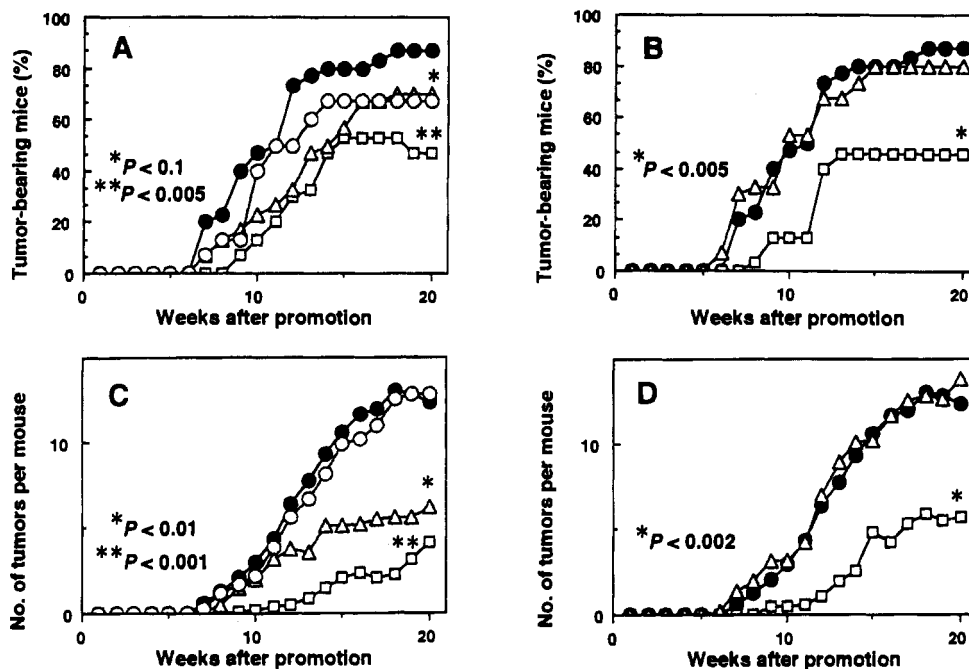 A
Tumor-bearing mice (%)
100
80
60
40
20
0
*
**
*P < 0.1
**P < 0.005
0
10
20
Weeks after promotion
B
Tumor-bearing mice (%)
100
80
60
40
20
0
*
*P < 0.005
0
10
20
Weeks after promotion
C
No. of tumors per mouse
10
0
*
**
*P < 0.01
**P < 0.001
0
10
20
Weeks after promotion
D
No. of tumors per mouse
10
0
*
*P < 0.002
0
10
20
Weeks after promotion